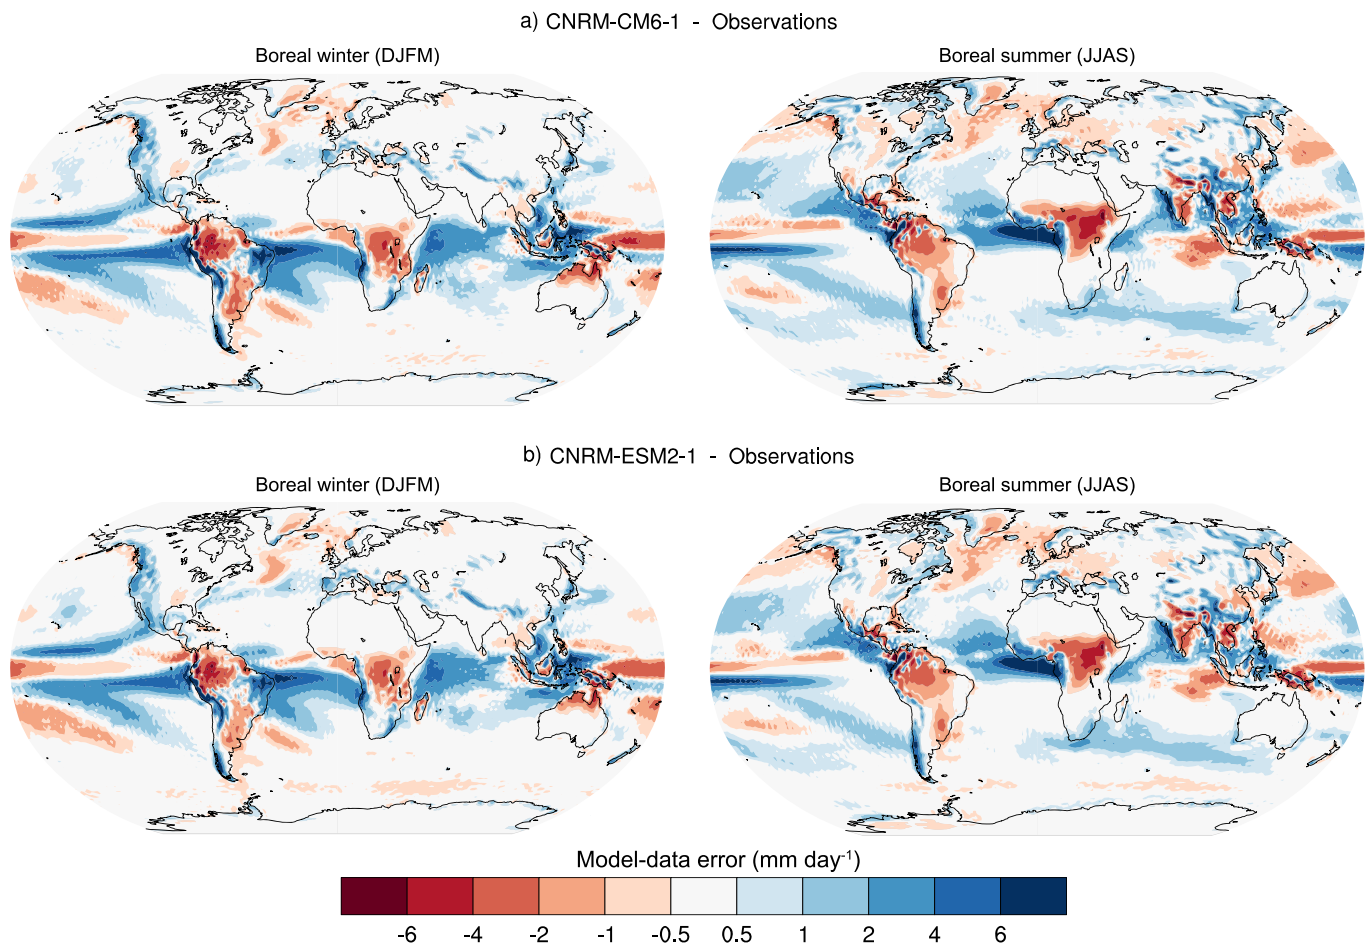 a) CNRM-CM6-1 - Observations
Boreal winter (DJFM)
Boreal summer (JJAS)
b) CNRM-ESM2-1 - Observations
Boreal winter (DJFM)
Boreal summer (JJAS)
Model-data error (mm day⁻¹)
-6 -4 -2 -1 -0.5 0.5 1 2 4 6